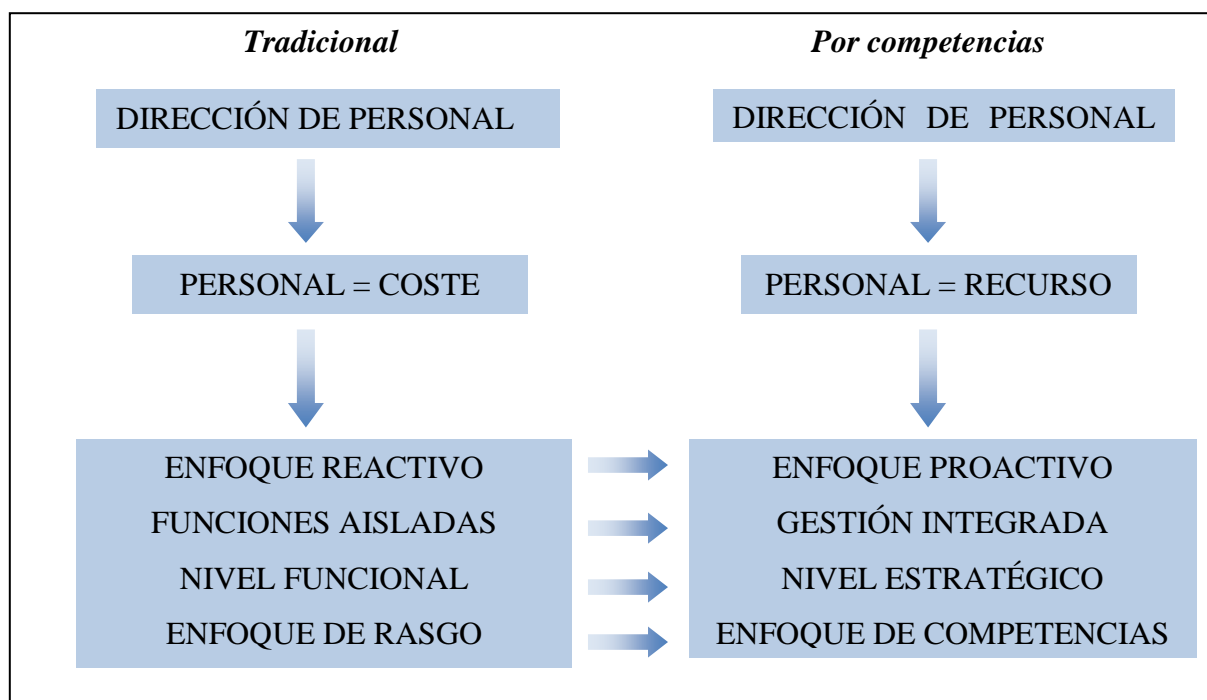 Tradicional
Por competencias
DIRECCIÓN DE PERSONAL
DIRECCIÓN DE PERSONAL
PERSONAL = COSTE
PERSONAL = RECURSO
ENFOQUE REACTIVO
ENFOQUE PROACTIVO
FUNCIONES AISLADAS
GESTIÓN INTEGRADA
NIVEL FUNCIONAL
NIVEL ESTRATÉGICO
ENFOQUE DE RASGO
ENFOQUE DE COMPETENCIAS